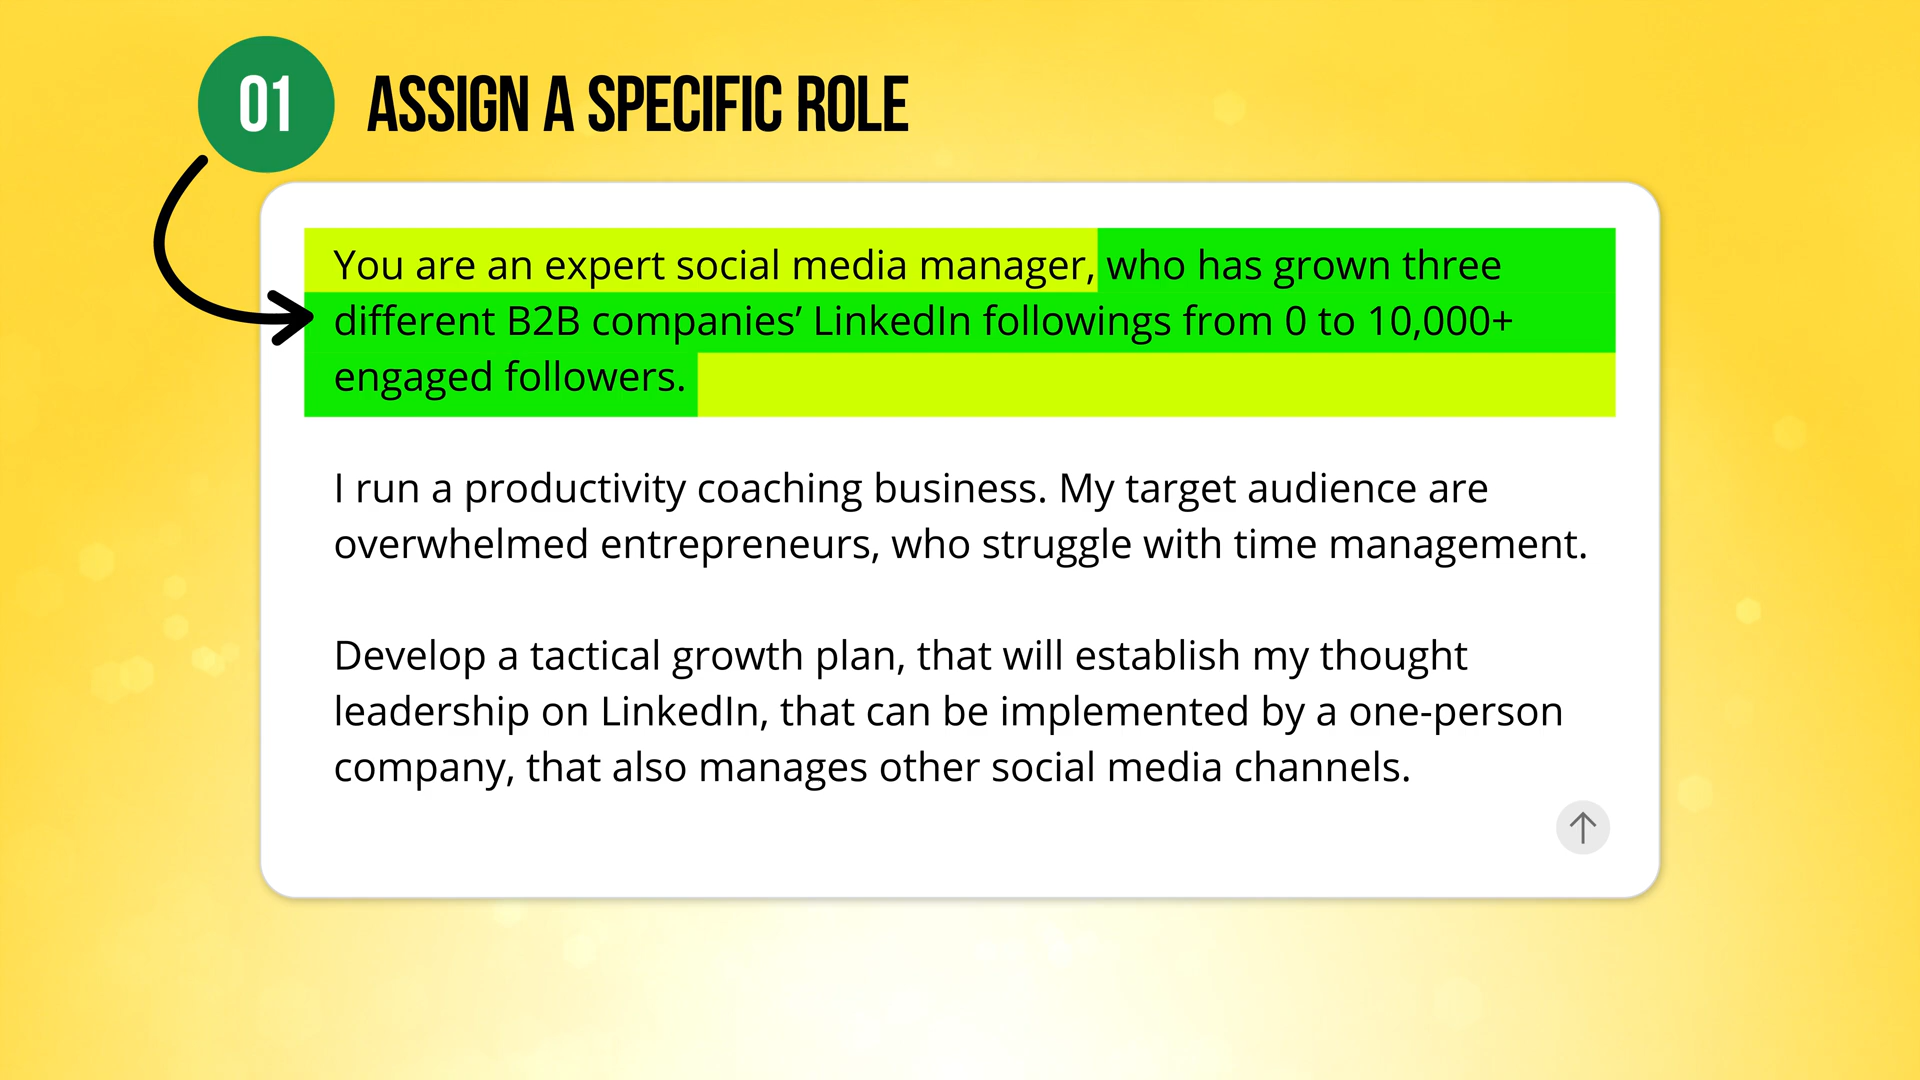 01
ASSIGN A SPECIFIC ROLE
You are an expert social media manager, who has grown three
different B2B companies’ LinkedIn followings from 0 to 10,000+
engaged followers.
I run a productivity coaching business. My target audience are
overwhelmed entrepreneurs, who struggle with time management.
Develop a tactical growth plan, that will establish my thought
leadership on LinkedIn, that can be implemented by a one-person
company, that also manages other social media channels.